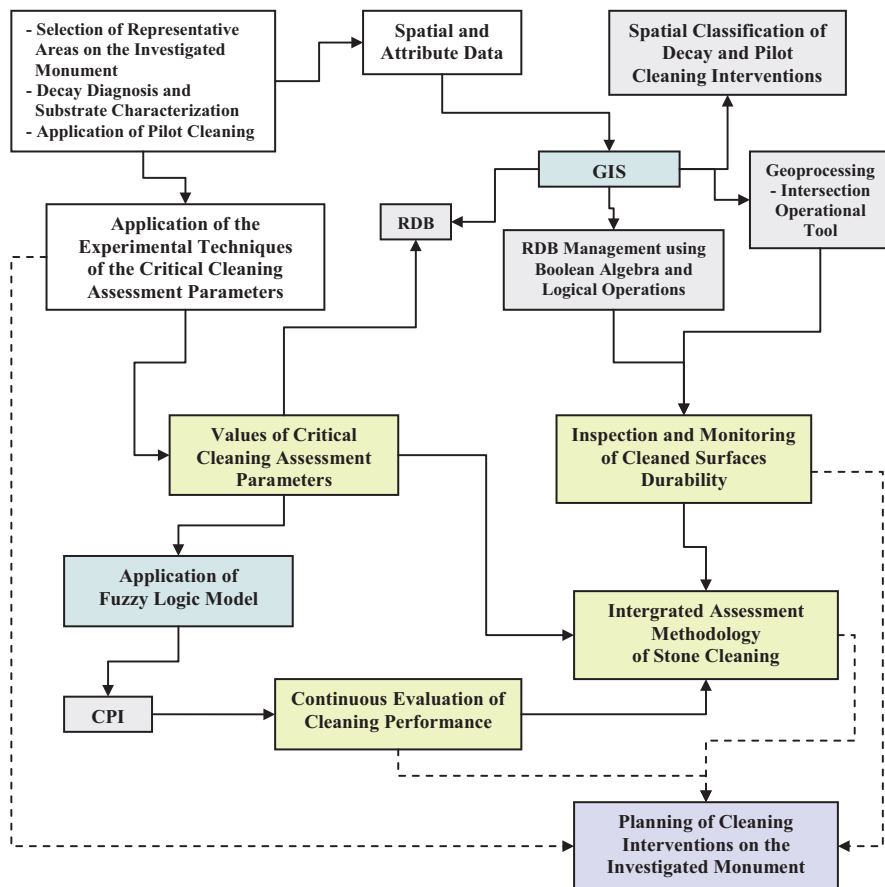 - Selection of Representative
Areas on the Investigated
Monument
- Decay Diagnosis and
Substrate Characterization
- Application of Pilot Cleaning
Spatial and
Attribute Data
Spatial Classification of
Decay and Pilot
Cleaning Interventions
GIS
Geoprocessing
- Intersection
Operational
Tool
Application of the
Experimental Techniques
of the Critical Cleaning
Assessment Parameters
RDB
RDB Management using
Boolean Algebra and
Logical Operations
Values of Critical
Cleaning Assessment
Parameters
Inspection and Monitoring
of Cleaned Surfaces
Durability
Application of
Fuzzy Logic Model
Intergrated Assessment
Methodology
of Stone Cleaning
CPI
Continuous Evaluation of
Cleaning Performance
Planning of Cleaning
Interventions on the
Investigated Monument